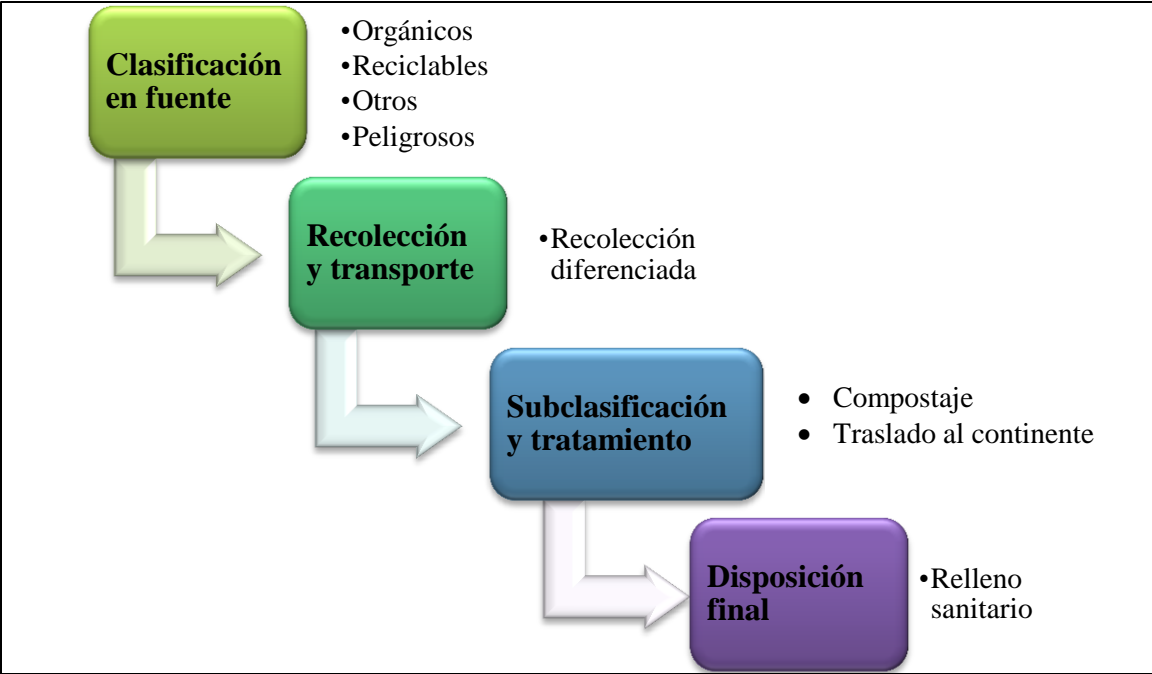 Clasificación
en fuente
•Orgánicos
•Reciclables
•Otros
•Peligrosos
Recolección
y transporte
•Recolección
diferenciada
Subclasificación
y tratamiento
• Compostaje
• Traslado al continente
Disposición
final
•Relleno
sanitario